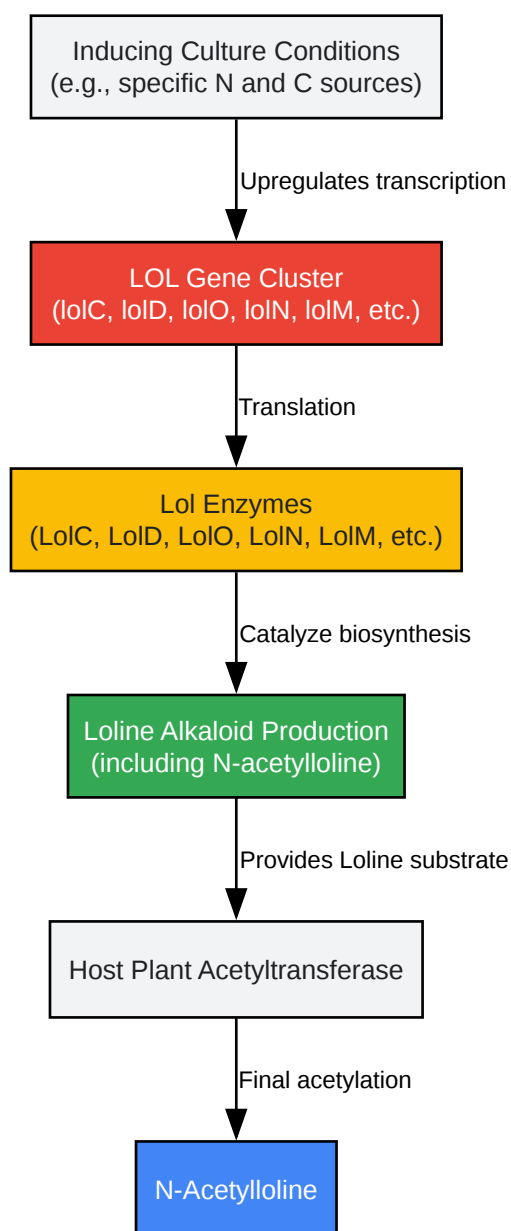 Inducing Culture Conditions
(e.g., specific N and C sources)
Upregulates transcription
LOL Gene Cluster
(lolC, lolD, lolO, lolN, lolM, etc.)
Translation
Lol Enzymes
(LolC, LolD, LolO, LolN, LolM, etc.)
Catalyze biosynthesis
Loline Alkaloid Production
(including N-acetylloline)
Provides Loline substrate
Host Plant Acetyltransferase
Final acetylation
N-Acetylloline